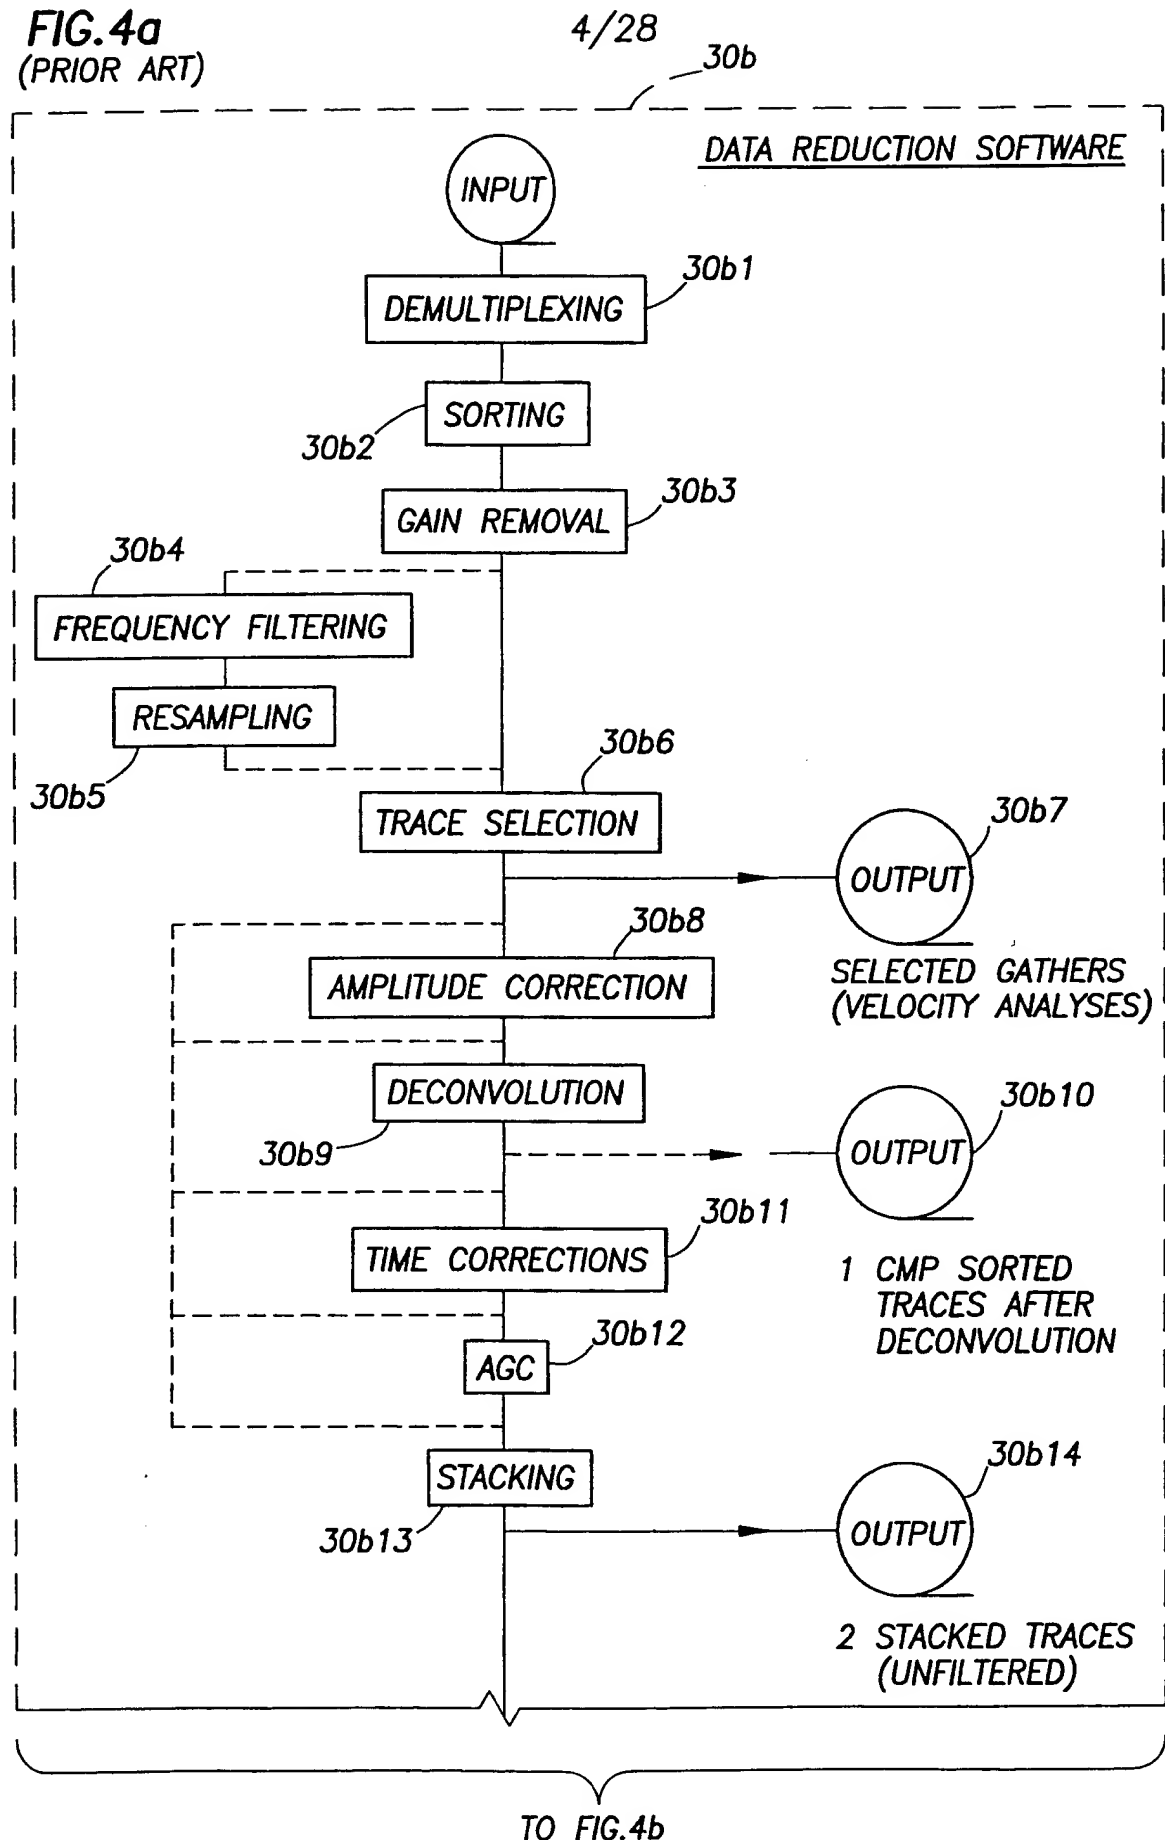 FIG.4a
(PRIOR ART)
4/28
30b
DATA REDUCTION SOFTWARE
INPUT
30b1
DEMULTIPLEXING
SORTING
30b2
30b3
GAIN REMOVAL
30b4
FREQUENCY FILTERING
RESAMPLING
30b5
30b6
TRACE SELECTION
30b7
OUTPUT
SELECTED GATHERS
(VELOCITY ANALYSES)
30b8
AMPLITUDE CORRECTION
DECONVOLUTION
30b9
30b10
OUTPUT
1 CMP SORTED
TRACES AFTER
DECONVOLUTION
30b11
TIME CORRECTIONS
30b12
AGC
STACKING
30b13
30b14
OUTPUT
2 STACKED TRACES
(UNFILTERED)
TO FIG.4b